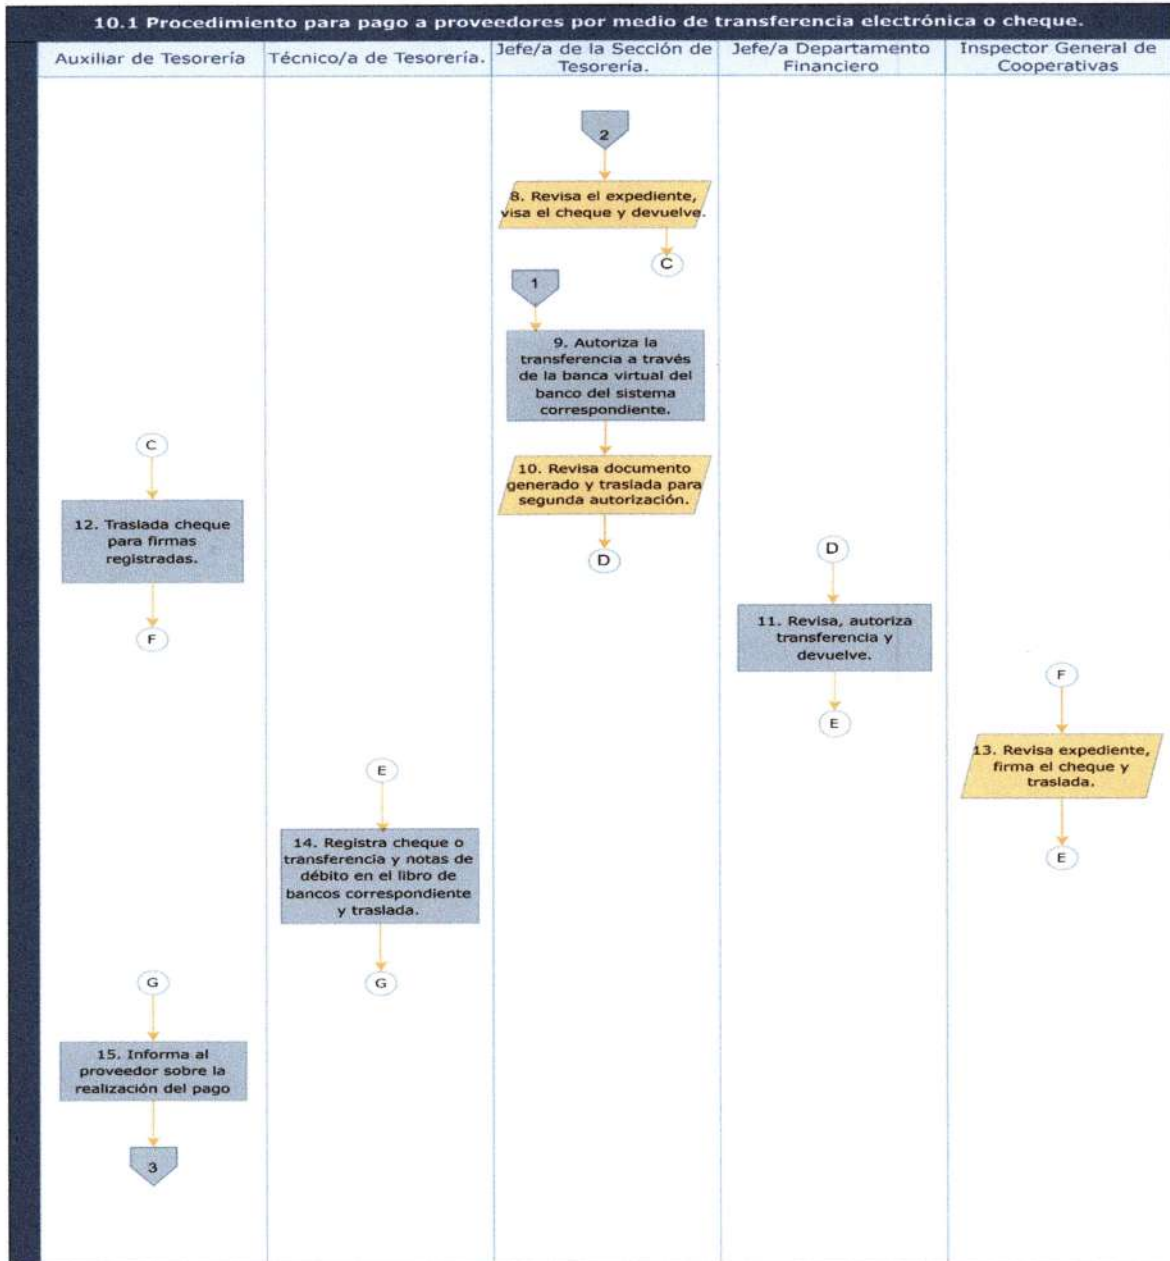 10.1 Procedimiento para pago a proveedores por medio de transferencia electrónica o cheque.
Auxiliar de Tesorería
Técnico/a de Tesorería.
Jefe/a de la Sección de
Tesorería.
Jefe/a Departamento
Financiero
Inspector General de
Cooperativas
2
8. Revisa el expediente,
visa el cheque y devuelve.
C
1
9. Autoriza la
transferencia a través
de la banca virtual del
banco del sistema
correspondiente.
10. Revisa documento
generado y traslada para
segunda autorización.
D
D
11. Revisa, autoriza
transferencia y
devuelve.
E
C
12. Traslada cheque
para firmas
registradas.
F
F
13. Revisa expediente,
firma el cheque y
traslada.
E
E
14. Registra cheque o
transferencia y notas de
débito en el libro de
bancos correspondiente
y traslada.
G
G
15. Informa al
proveedor sobre la
realización del pago
3